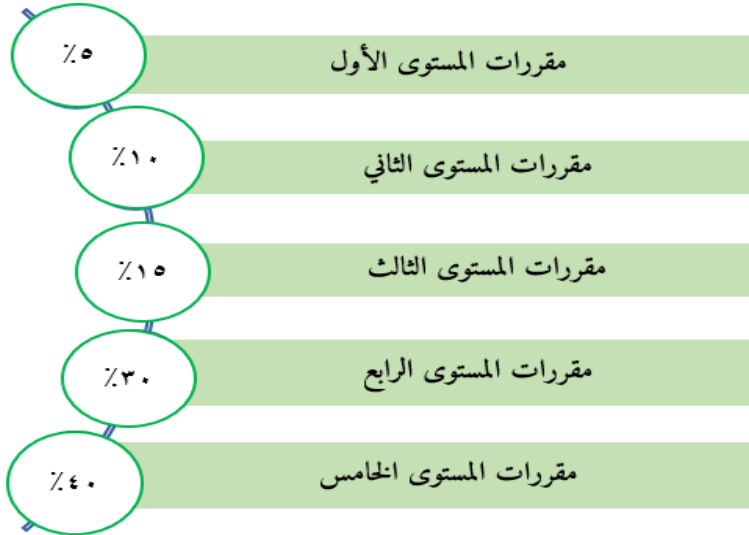 مقررات المستوى الأول
٥٪
مقررات المستوى الثاني
١٠٪
مقررات المستوى الثالث
١٥٪
مقررات المستوى الرابع
٣٠٪
مقررات المستوى الخامس
٤٠٪